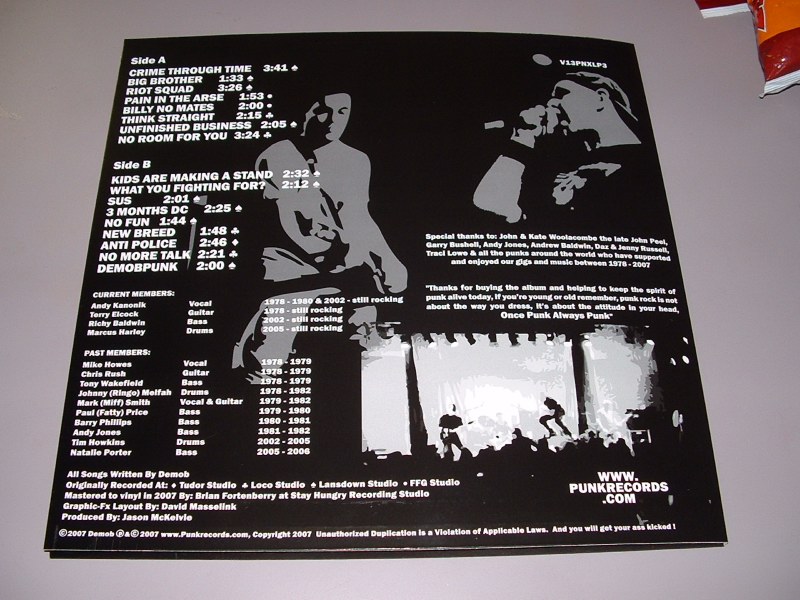 Side A
CRIME THROUGH TIME 3:41 ♠
BIG BROTHER 1:33 ♠
RIOT SQUAD 3:26 ♠
PAIN IN THE ARSE 1:53 •
BILLY NO MATES 2:00 •
THINK STRAIGHT 2:15 ♣
UNFINISHED BUSINESS 2:05 ♠
NO ROOM FOR YOU 3:24 ♣
Side B
KIDS ARE MAKING A STAND 2:32 ♠
WHAT YOU FIGHTING FOR? 2:12 ♠
SUS 2:01 ♠
3 MONTHS DC 2:25 ♠
NO FUN 1:44 ♠
NEW BREED 1:48 ♣
ANTI POLICE 2:46 ♦
NO MORE TALK 2:21 ♣
DEMOBPUNK 2:00 ♠
V13PNXLP3
Special thanks to: John & Kate Woolacombe the late John Peel,
Garry Bushell, Andy Jones, Andrew Baldwin, Daz & Jenny Russell,
Traci Lowe & all the punks around the world who have supported
and enjoyed our gigs and music between 1978 - 2007
"Thanks for buying the album and helping to keep the spirit of
punk alive today, if you're young or old remember, punk rock is not
about the way you dress, it's about the attitude in your head,
Once Punk Always Punk"
CURRENT MEMBERS:
Andy Kanonik Vocal 1978 - 1980 & 2002 - still rocking
Terry Elcock Guitar 1978 - still rocking
Richy Baldwin Bass 2002 - still rocking
Marcus Harley Drums 2005 - still rocking
PAST MEMBERS:
Mike Howes Vocal 1978 - 1979
Chris Rush Guitar 1978 - 1979
Tony Wakefield Bass 1978 - 1979
Johnny (Ringo) Melfah Drums 1978 - 1982
Mark (Miff) Smith Vocal & Guitar 1979 - 1982
Paul (Fatty) Price Bass 1979 - 1980
Barry Phillips Bass 1980 - 1981
Andy Jones Bass 1981 - 1982
Tim Howkins Drums 2002 - 2005
Natalie Porter Bass 2005 - 2006
All Songs Written By Demob
Originally Recorded At: ♦ Tudor Studio ♣ Loco Studio ♠ Lansdown Studio • FFG Studio
Mastered to vinyl in 2007 By: Brian Fortenberry at Stay Hungry Recording Studio
Graphic-Fx Layout By: David Masselink
Produced By: Jason McKelvie
WWW.
PUNKRECORDS
.COM
©2007 Demob ℗&© 2007 www.Punkrecords.com, Copyright 2007 Unauthorized Duplication is a Violation of Applicable Laws. And you will get your ass kicked !